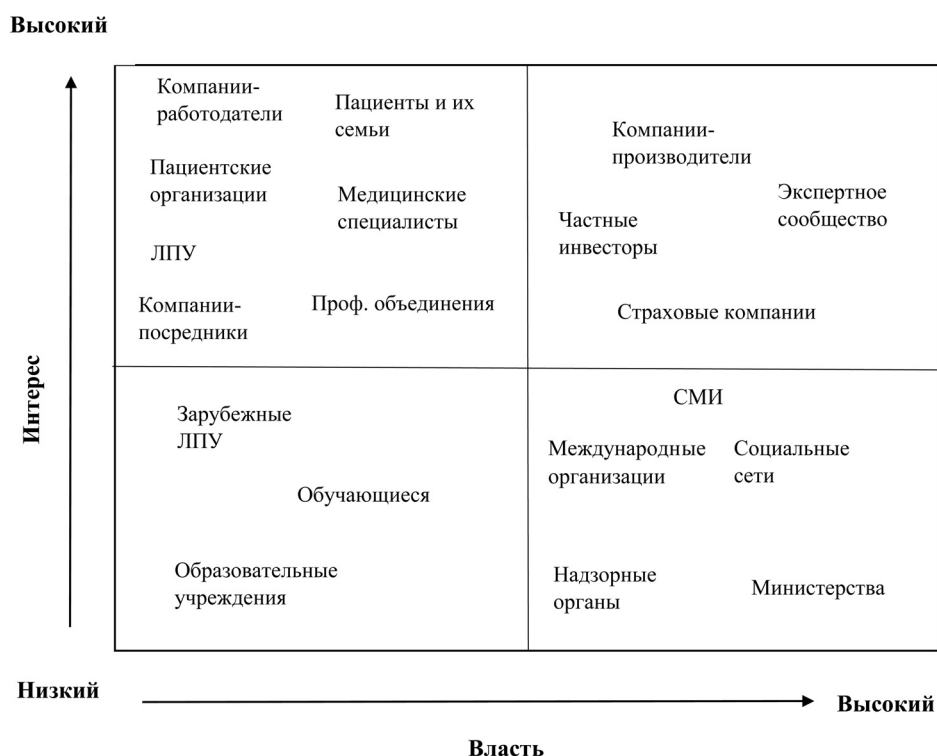 Высокий
Компании-
работодатели
Пациенты и их
семьи
Пациентские
организации
Медицинские
специалисты
ЛПУ
Компании-
посредники
Проф. объединения
Компании-
производители
Экспертное
сообщество
Частные
инвесторы
Страховые компании
Интерес
Зарубежные
ЛПУ
Обучающиеся
Образовательные
учреждения
СМИ
Международные
организации
Социальные
сети
Надзорные
органы
Министерства
Низкий
Высокий
Власть